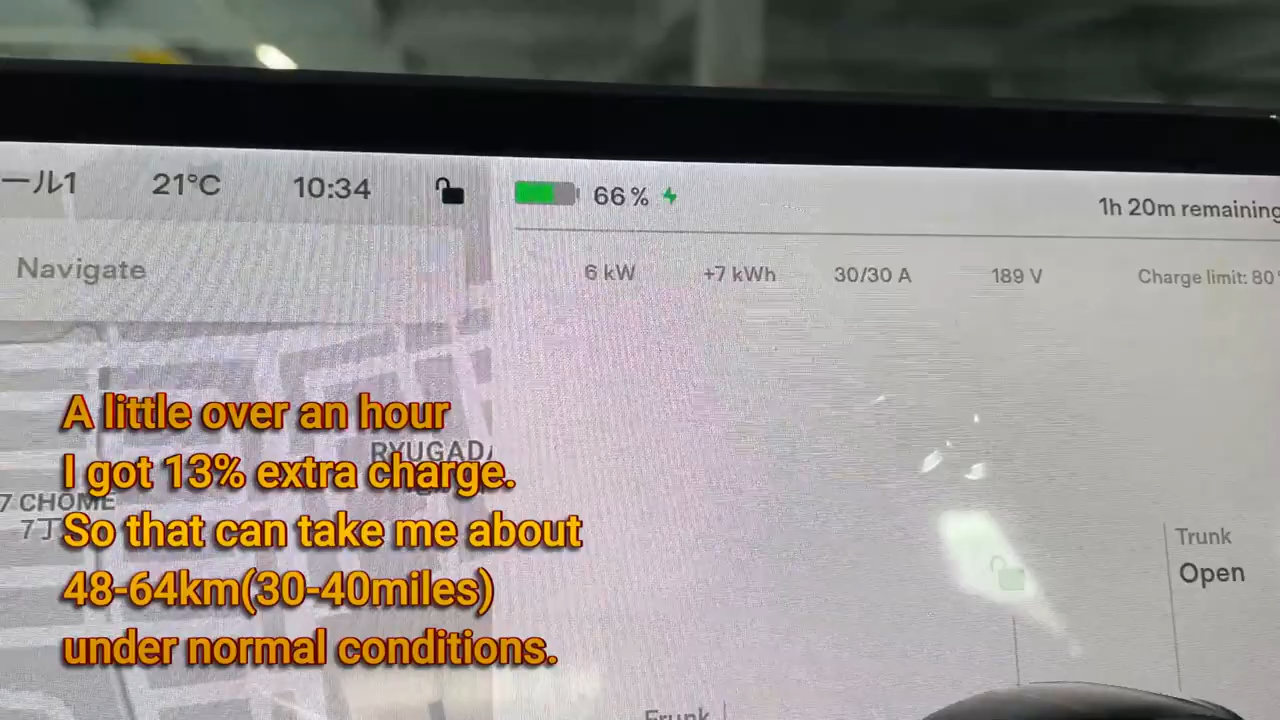 ール1 21°C 10:34 66% 1h 20m remaining
Navigate 6 kW +7 kWh 30/30 A 189 V Charge limit: 80%
A little over an hour
I got 13% extra charge.
So that can take me about
48-64km(30-40miles)
under normal conditions.
7 CHOME
7丁
Trunk
Open
Frunk